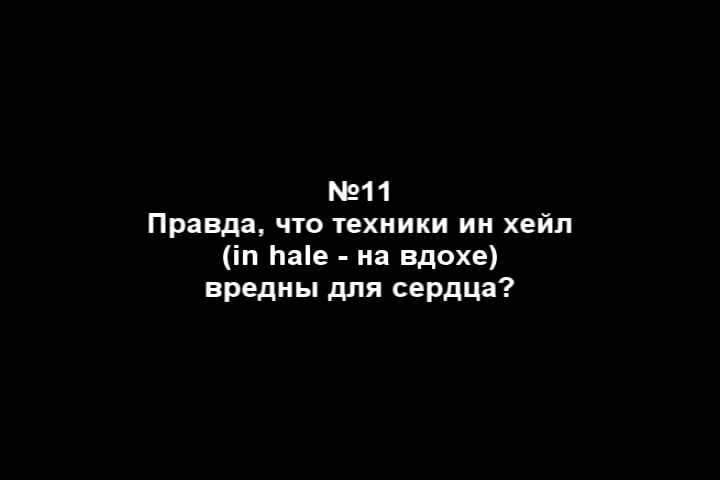 №11
Правда, что техники ин хейл
(in hale - на вдохе)
вредны для сердца?